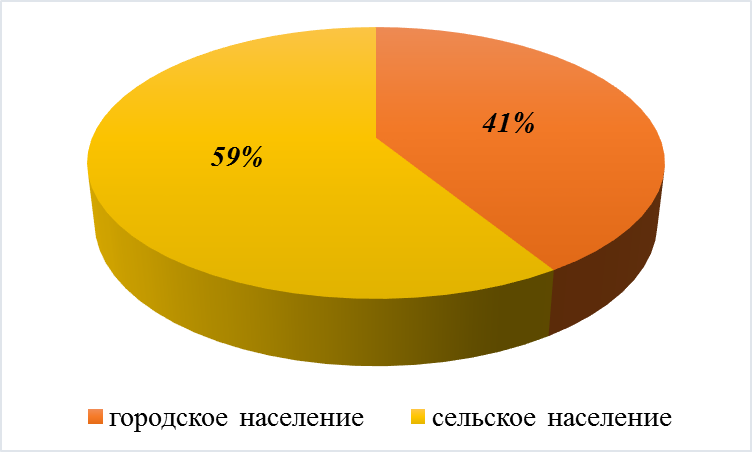 41%
59%
городское население
сельское население